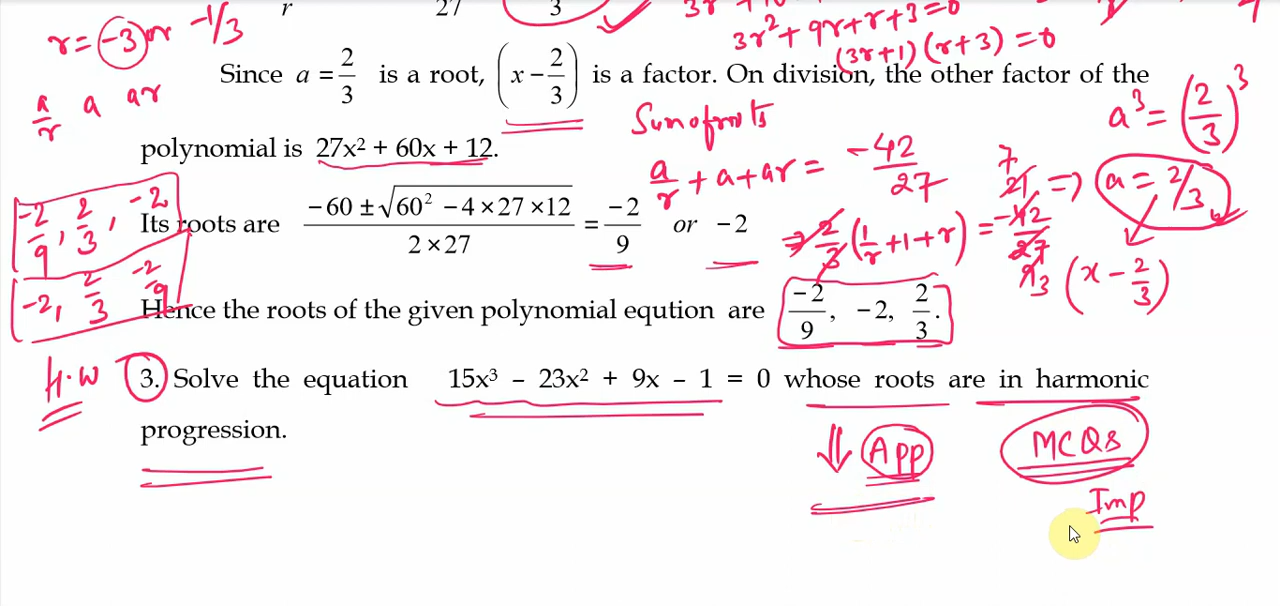 r
27
3
3r
r = -3 or -1/3
3r² + 9r + r + 3 = 0
(3r+1) (r+3) = 0
Since a = 2/3 is a root, (x − 2/3) is a factor. On division, the other factor of the
a/r a ar
Sum of roots
a³ = (2/3)³
polynomial is 27x² + 60x + 12.
a/r + a + ar = -42/27
⇒ a = 2/3
-2/9, 2/3, -2
Its roots are (−60 ± √(60² − 4 × 27 × 12))/(2 × 27) = −2/9 or −2
⇒ 2/3 (1/r + 1 + r) = -42/27
7
(x - 2/3)
-2, 2/3 -2/9
Hence the roots of the given polynomial eqution are −2/9, −2, 2/3.
H.W 3. Solve the equation 15x³ − 23x² + 9x − 1 = 0 whose roots are in harmonic
progression.
App
MCQs
Imp